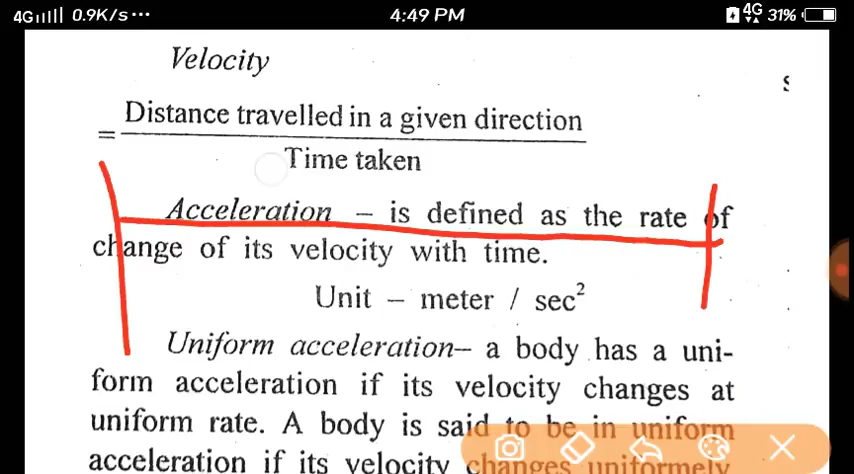 4G 0.9K/s ... 4:49 PM 4G 31%
Velocity
= Distance travelled in a given direction
Time taken
Acceleration – is defined as the rate of
change of its velocity with time.
Unit – meter / sec²
Uniform acceleration– a body has a uni-
form acceleration if its velocity changes at
uniform rate. A body is said to be in uniform
acceleration if its velocity changes uniformely